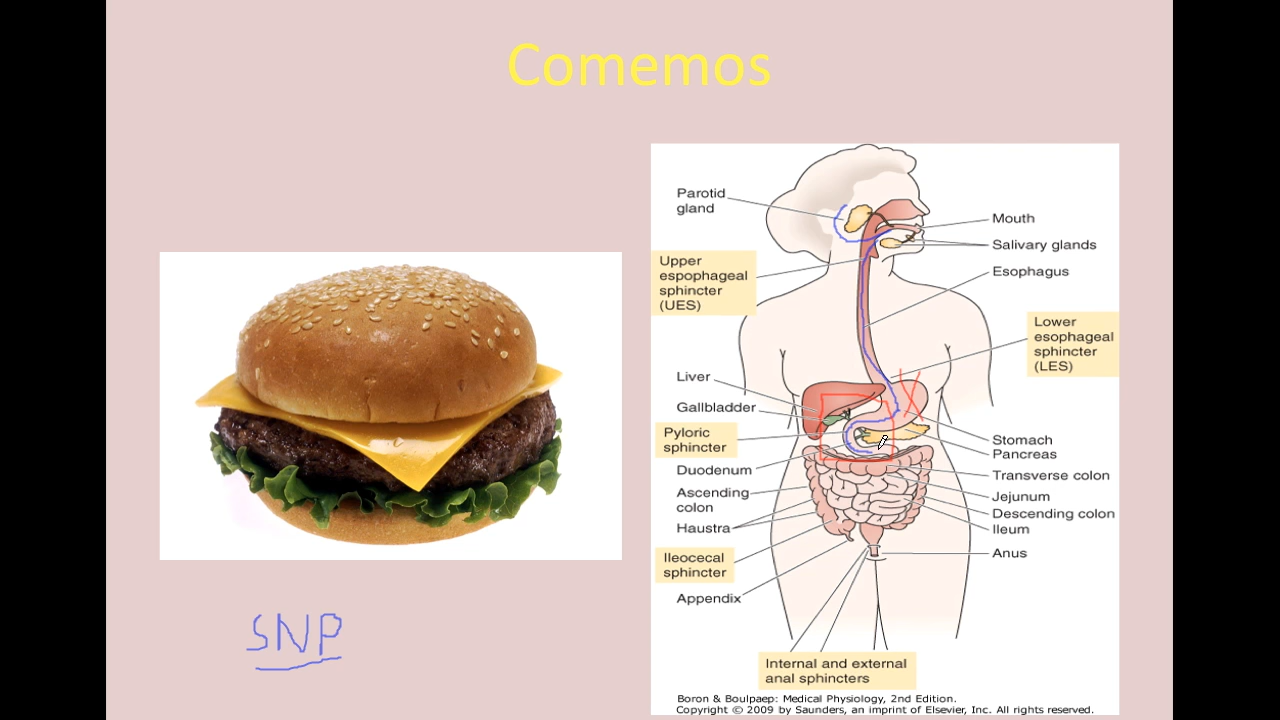 Comemos
SNP
Parotid
gland
Upper
espophageal
sphincter
(UES)
Liver
Gallbladder
Pyloric
sphincter
Duodenum
Ascending
colon
Haustra
Ileocecal
sphincter
Appendix
Mouth
Salivary glands
Esophagus
Lower
esophageal
sphincter
(LES)
Stomach
Pancreas
Transverse colon
Jejunum
Descending colon
Ileum
Anus
Internal and external
anal sphincters
Boron & Boulpaep: Medical Physiology, 2nd Edition.
Copyright © 2009 by Saunders, an imprint of Elsevier, Inc. All rights reserved.